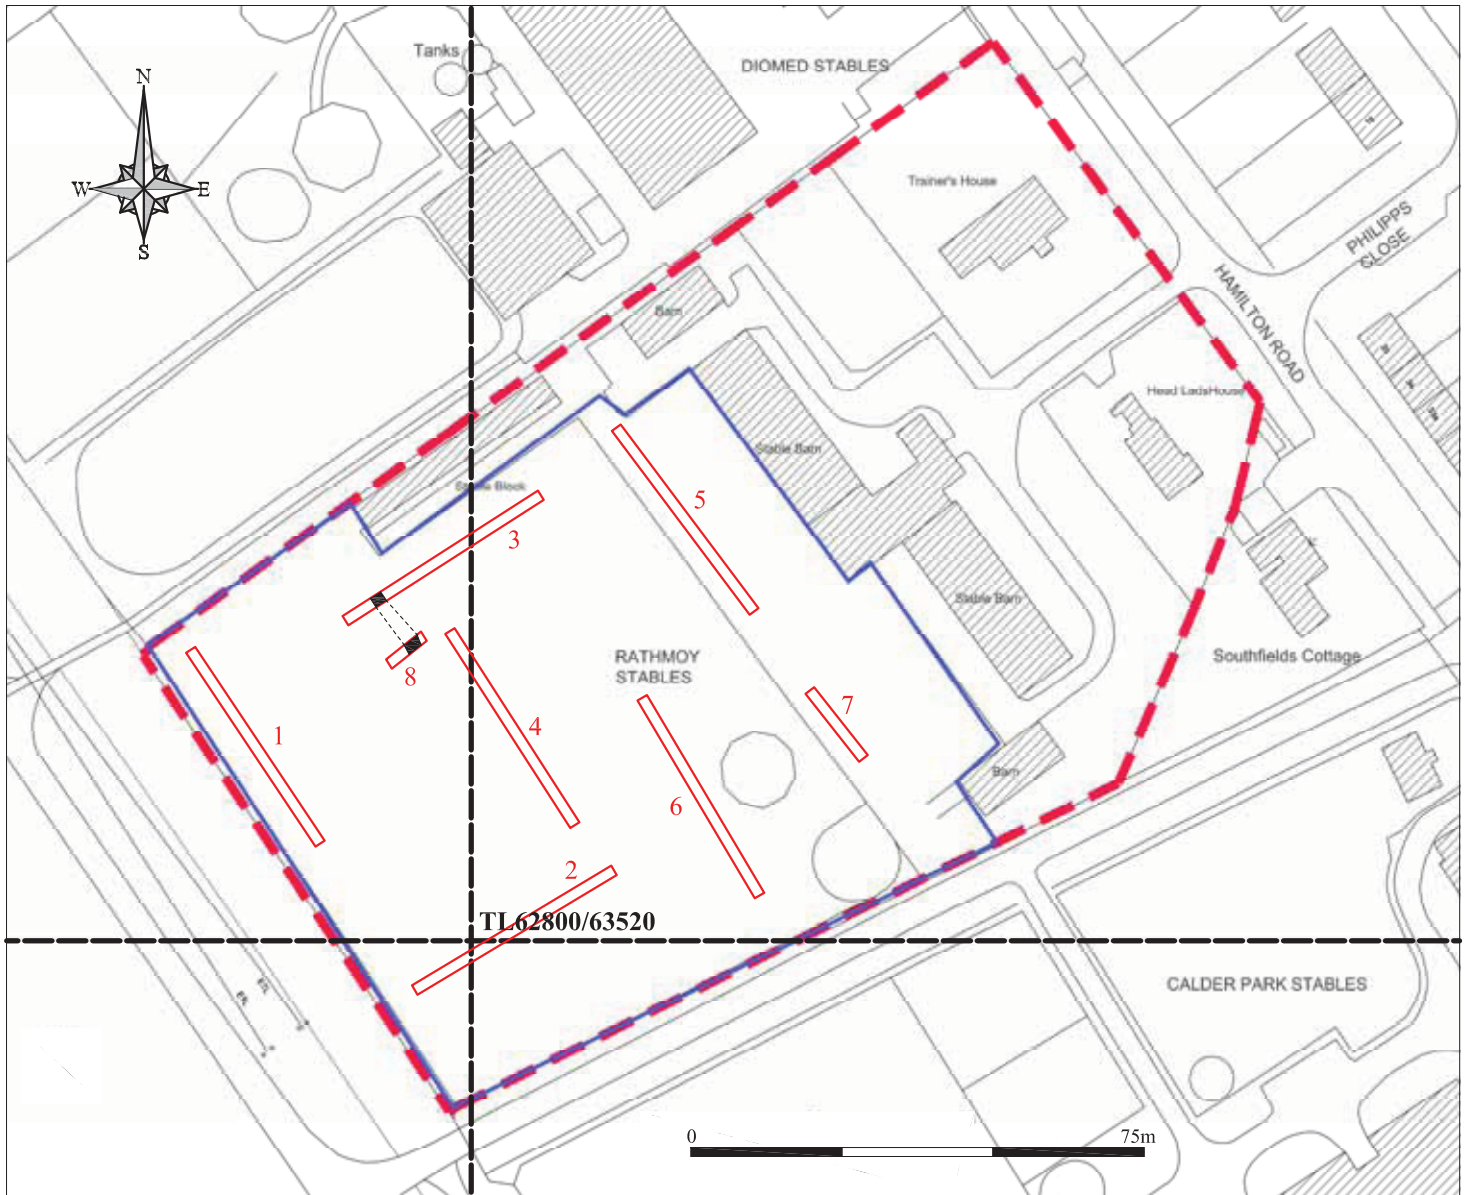 Tanks
DIOMED STABLES
N
W
E
S
Trainer's House
PHILIPPS
CLOSE
HAMILTON ROAD
Barn
Head LadsHouse
Stable Barn
Stable Block
5
3
Stable Barn
RATHMOY
STABLES
Southfields Cottage
8
7
1
4
Barn
6
2
TL62800/63520
CALDER PARK STABLES
0
75m